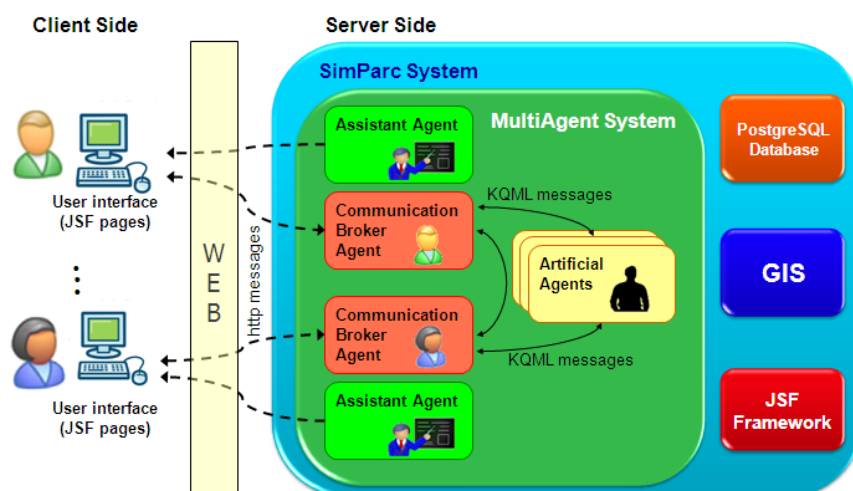 Client Side
Server Side
SimParc System
MultiAgent System
Assistant Agent
PostgreSQL
Database
User interface
(JSF pages)
KQML messages
Communication
Broker
Agent
WEB
http messages
Artificial
Agents
GIS
Communication
Broker
Agent
KQML messages
User interface
(JSF pages)
Assistant Agent
JSF
Framework